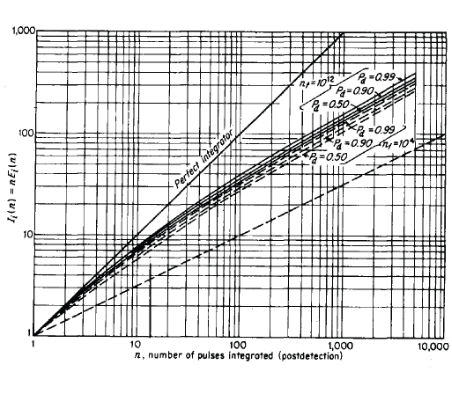 1,000
100
10
1
I_i(n) = nE_i(n)
Perfect integrator
n_f=10^12
P_d=0.99
P_d=0.90
P_d=0.50
P_d=0.99
P_d=0.90
n_f=10^4
P_d=0.50
1
10
100
1,000
10,000
n, number of pulses integrated (postdetection)